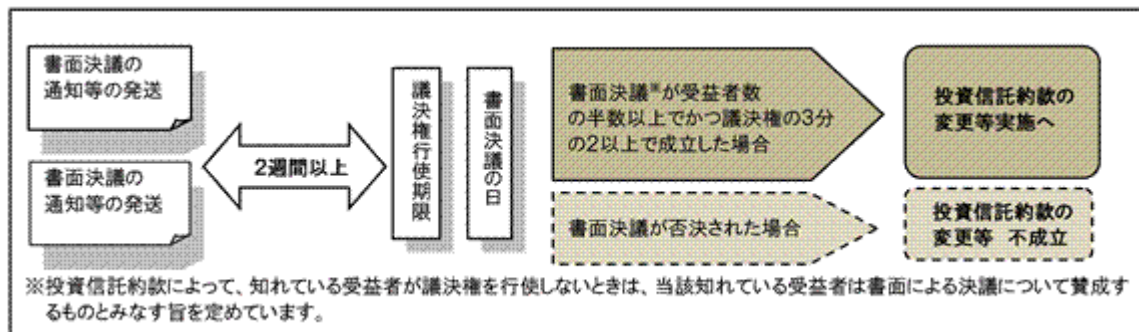 書面決議の
通知等の発送
書面決議の
通知等の発送
2週間以上
議決権行使期限
書面決議の日
書面決議※が受益者数
の半数以上でかつ議決権の3分
の2以上で成立した場合
投資信託約款の
変更等実施へ
書面決議が否決された場合
投資信託約款の
変更等 不成立
※投資信託約款によって、知れている受益者が議決権を行使しないときは、当該知れている受益者は書面による決議について賛成す
るものとみなす旨を定めています。